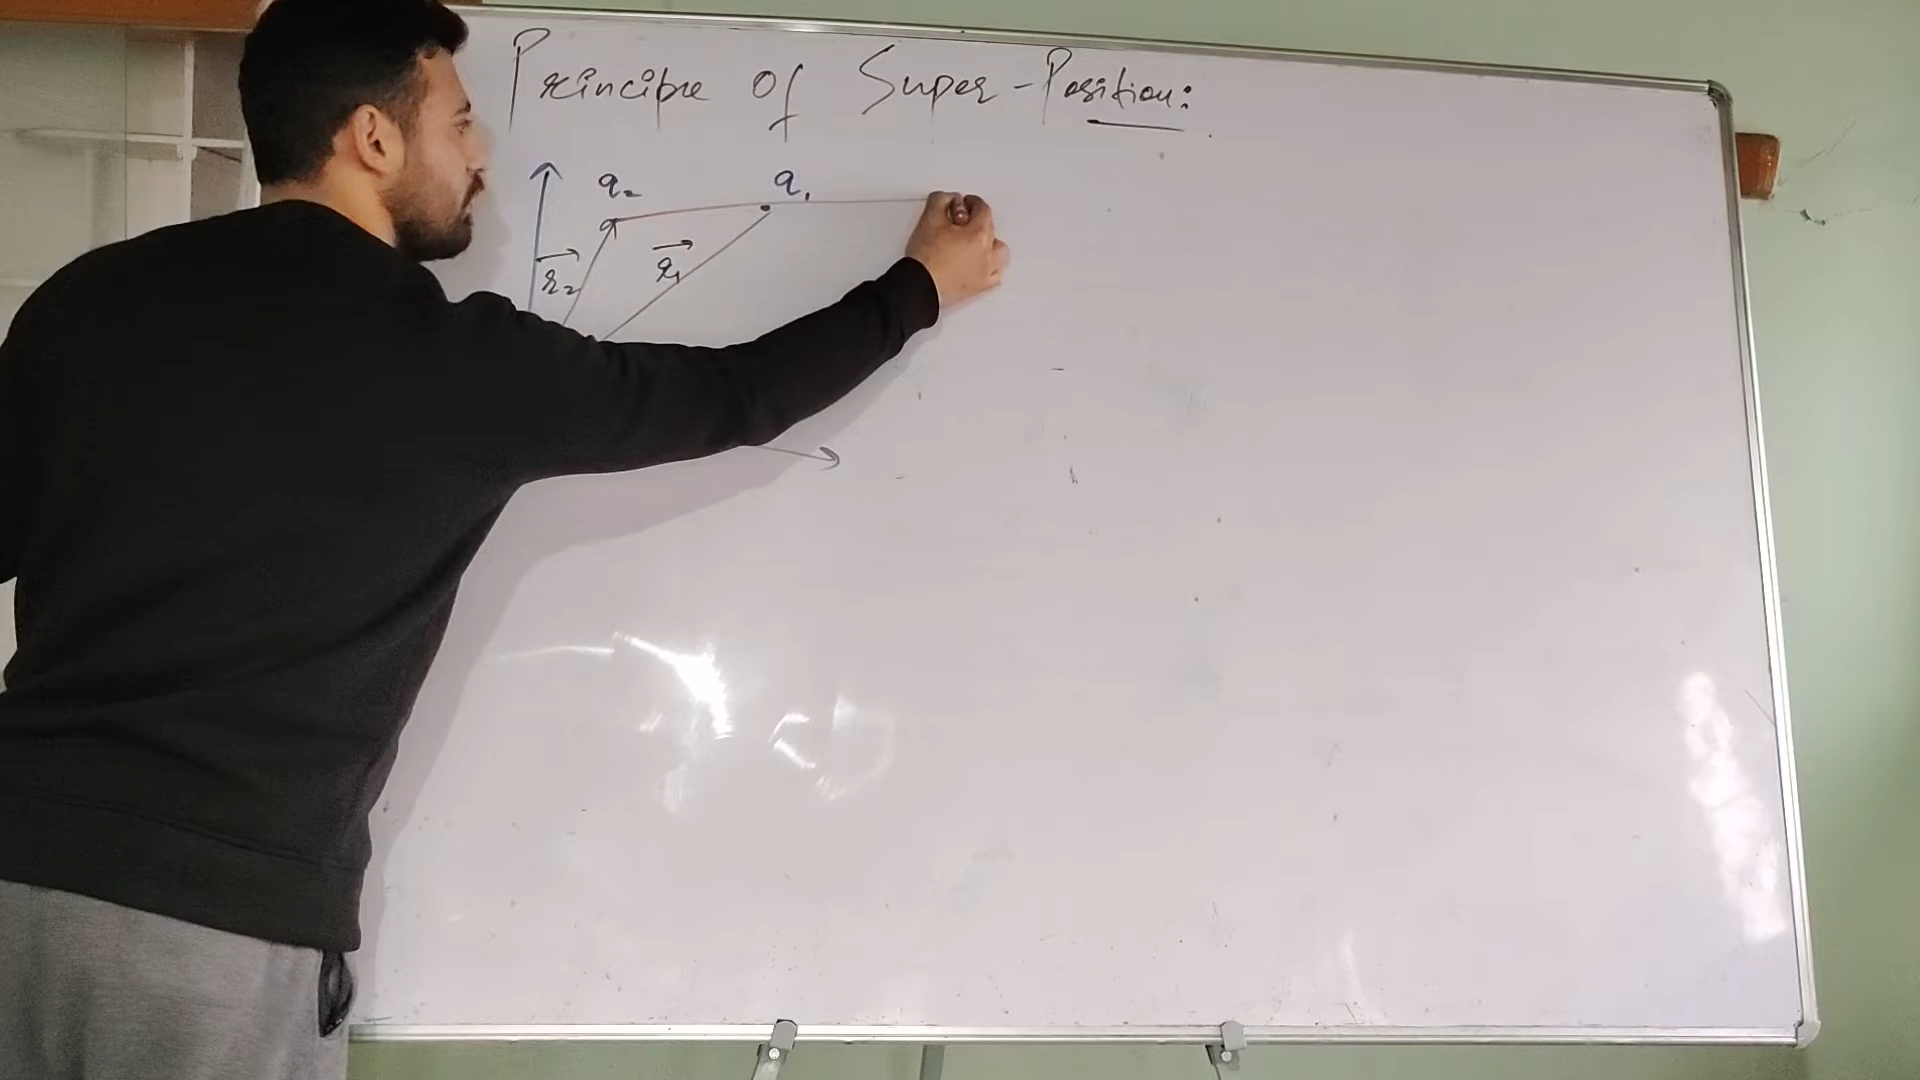 Principle of Super-Position:
q₂ q₁
r₂ r₁